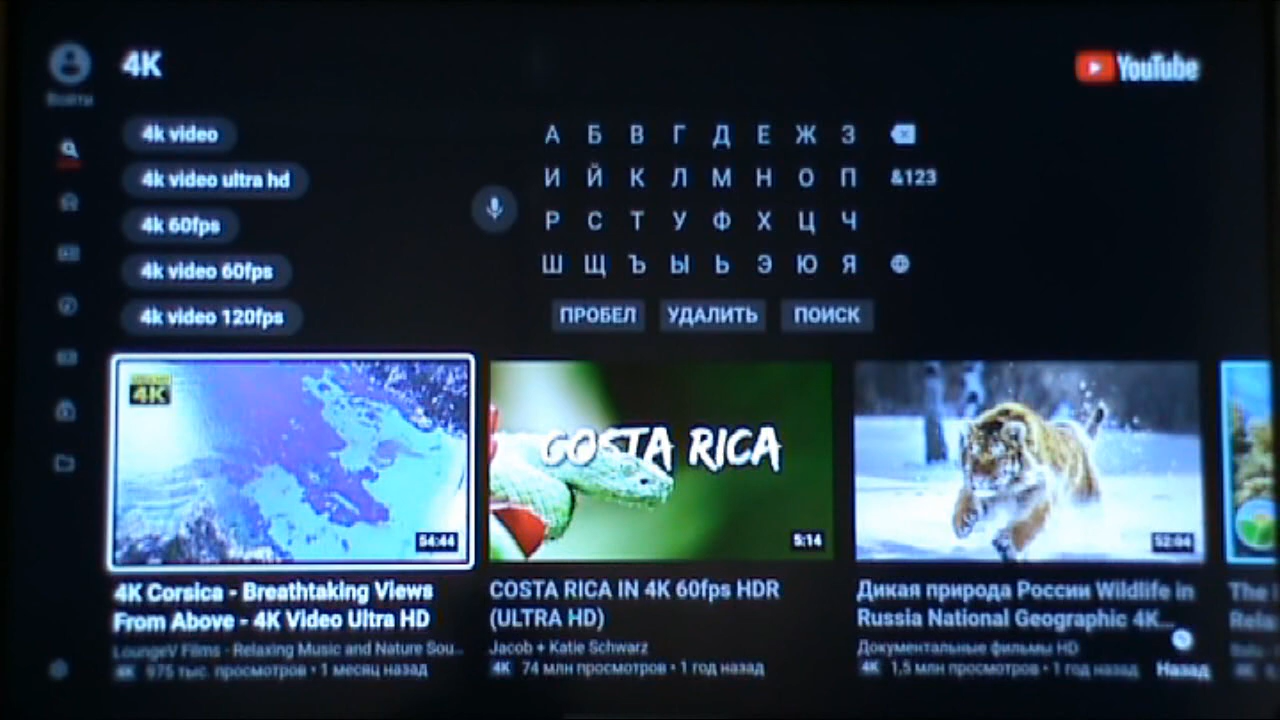 4K
YouTube
Войти
4k video
4k video ultra hd
4k 60fps
4k video 60fps
4k video 120fps
А Б В Г Д Е Ж З
И Й К Л М Н О П &123
Р С Т У Ф Х Ц Ч
Ш Щ Ъ Ы Ь Э Ю Я
ПРОБЕЛ УДАЛИТЬ ПОИСК
4K
54:44
4K Corsica - Breathtaking Views
From Above - 4K Video Ultra HD
LoungeV Films - Relaxing Music and Nature Sou...
4K 975 тыс. просмотров • 1 месяц назад
COSTA RICA
5:14
COSTA RICA IN 4K 60fps HDR
(ULTRA HD)
Jacob + Katie Schwarz
4K 74 млн просмотров • 1 год назад
52:04
Дикая природа России Wildlife in
Russia National Geographic 4K...
Документальные фильмы HD
4K 1,5 млн просмотров • 1 год назад
The
Rela
Назад